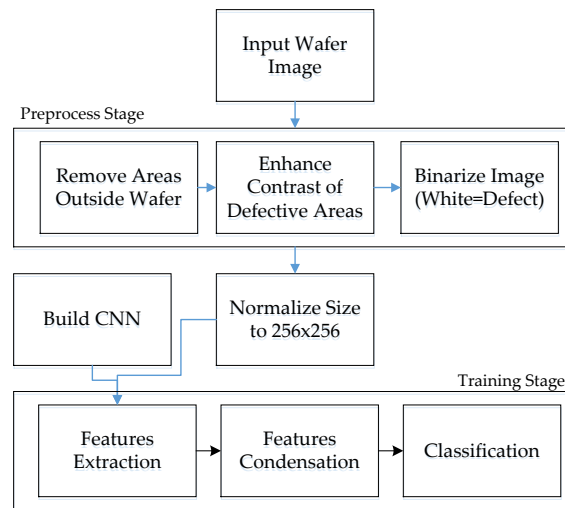 Input Wafer
Image
Preprocess Stage
Remove Areas
Outside Wafer
Enhance
Contrast of
Defective Areas
Binarize Image
(White=Defect)
Build CNN
Normalize Size
to 256x256
Training Stage
Features
Extraction
Features
Condensation
Classification